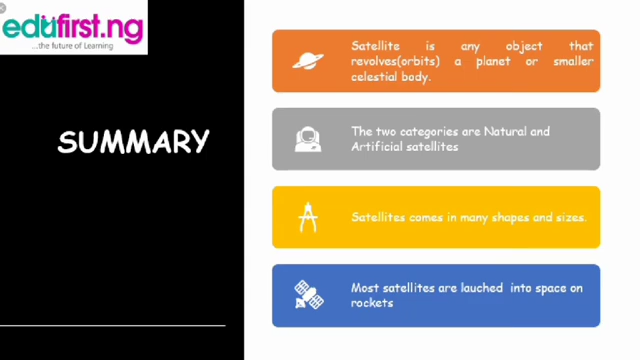 edufirst.ng
...the future of Learning
SUMMARY
Satellite is any object that
revolves(orbits) a planet or smaller
celestial body.
The two categories are Natural and
Artificial satellites
Satellites comes in many shapes and sizes.
Most satellites are lauched into space on
rockets